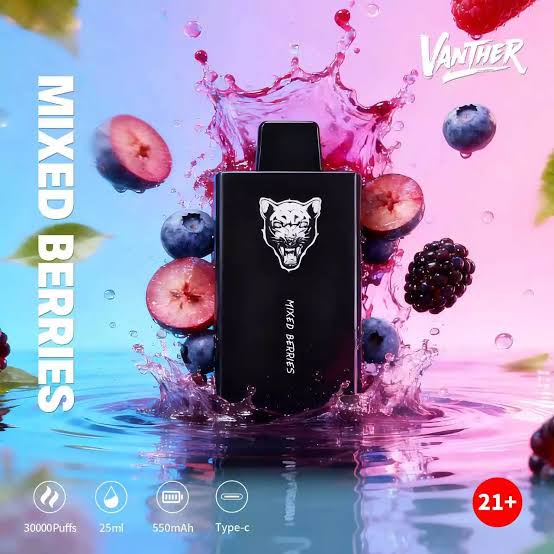 VANTHER
MIXED BERRIES
MIXED BERRIES
30000Puffs
25ml
550mAh
Type-c
21+